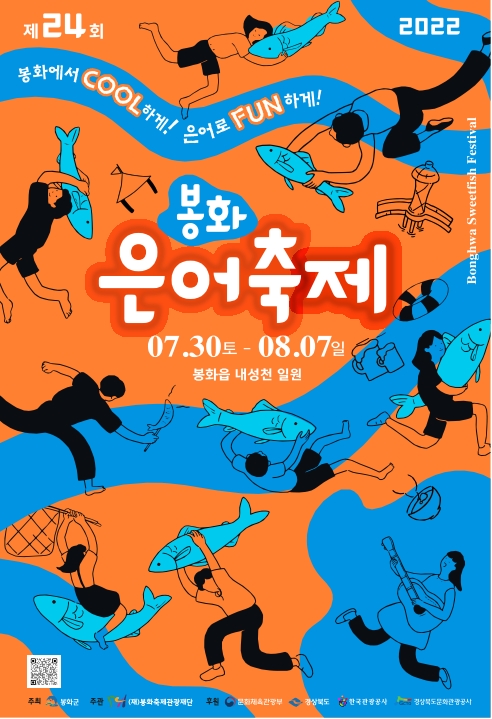 제24회
2022
봉화에서 COOL하게!
은어로 FUN하게!
Bonghwa Sweetfish Festival
봉화
은어축제
07.30토 - 08.07일
봉화읍 내성천 일원
주최 봉화군 주관 (재)봉화축제관광재단 후원 문화체육관광부 경상북도 한국관광공사 경상북도문화관광공사